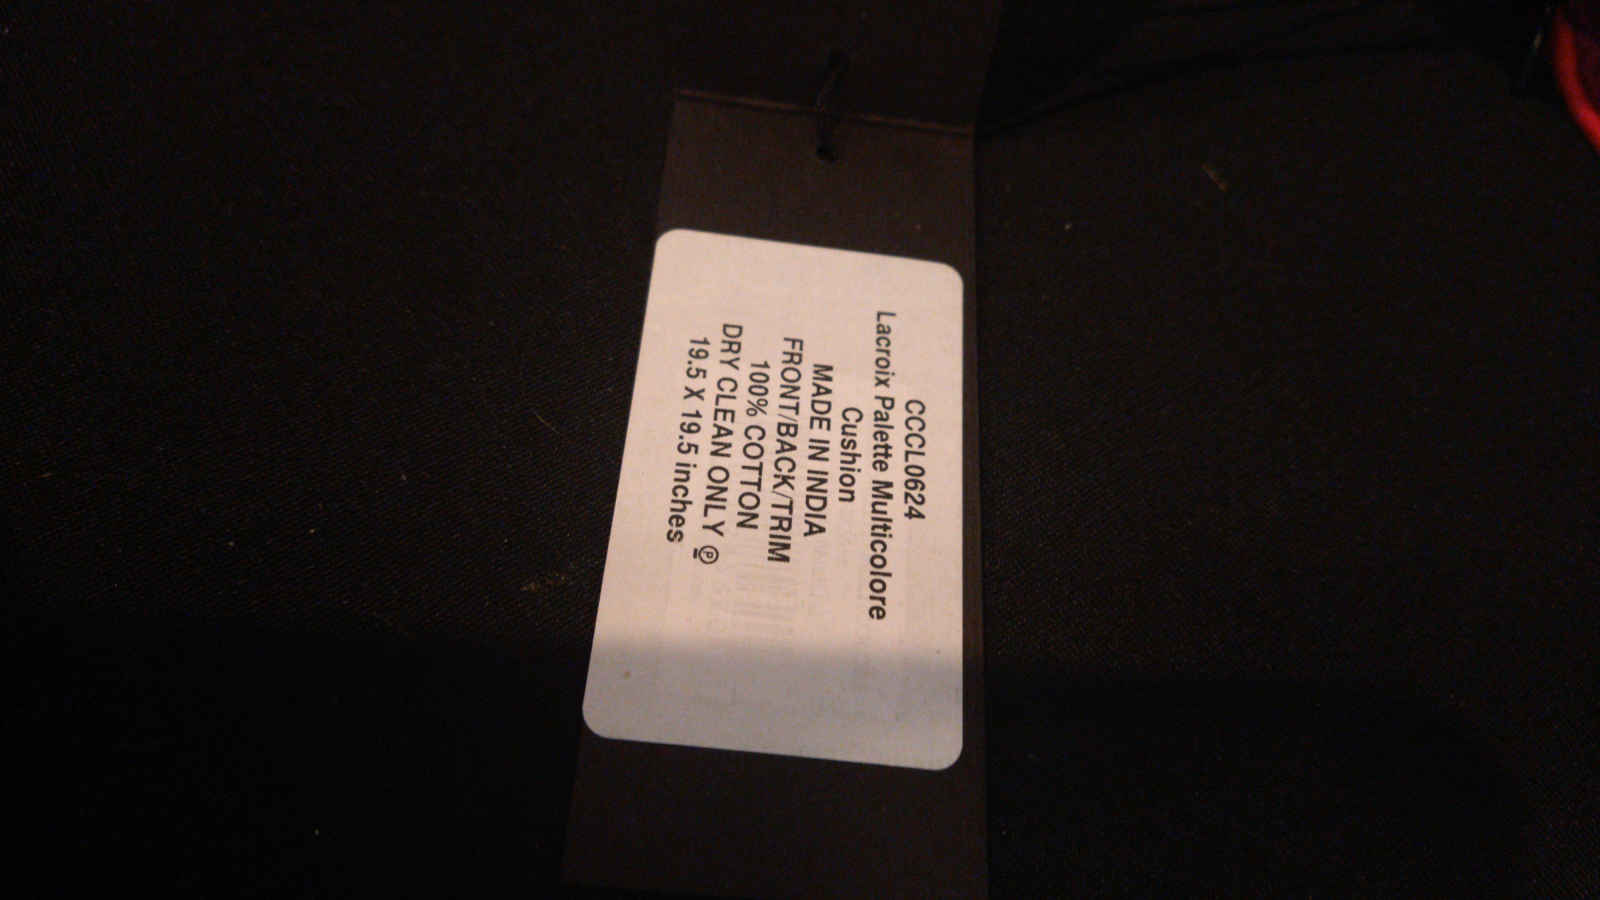 CCCL0624
Lacroix Palette Multicolore
Cushion
MADE IN INDIA
FRONT/BACK/TRIM
100% COTTON
DRY CLEAN ONLY Ⓟ
19.5 X 19.5 inches